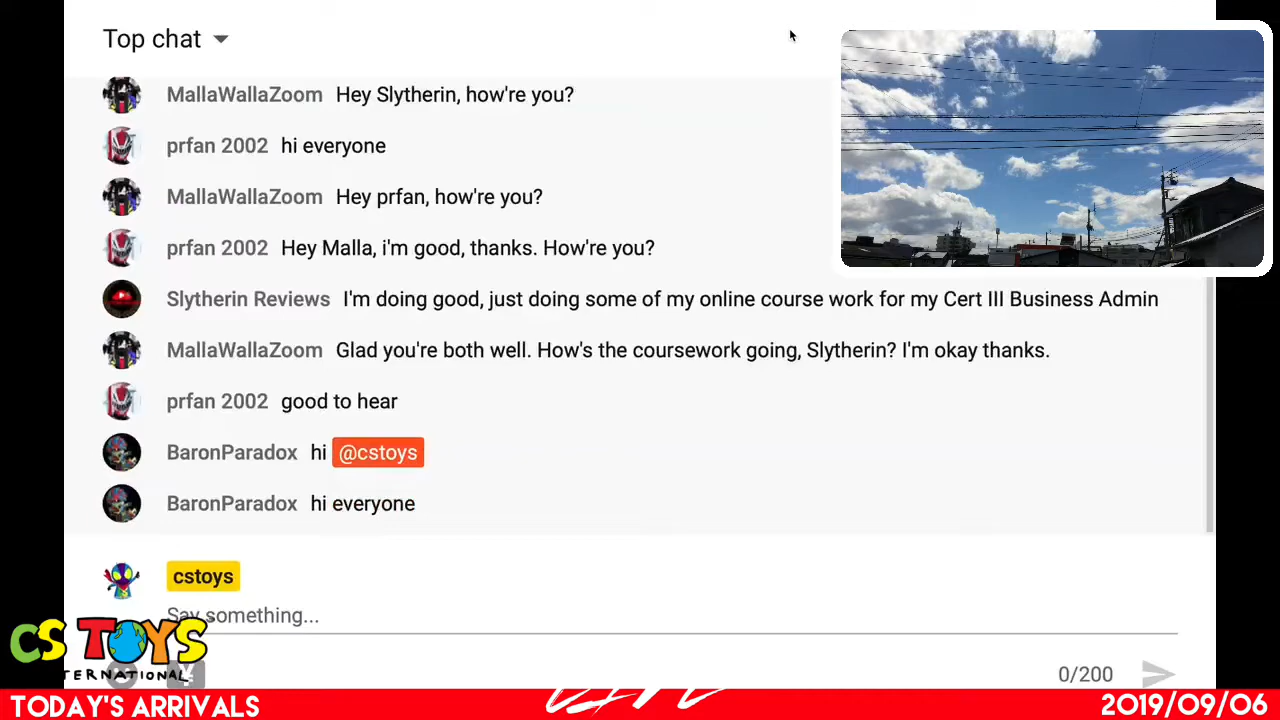 Top chat
MallaWallaZoom Hey Slytherin, how're you?
prfan 2002 hi everyone
MallaWallaZoom Hey prfan, how're you?
prfan 2002 Hey Malla, i'm good, thanks. How're you?
Slytherin Reviews I'm doing good, just doing some of my online course work for my Cert III Business Admin
MallaWallaZoom Glad you're both well. How's the coursework going, Slytherin? I'm okay thanks.
prfan 2002 good to hear
BaronParadox hi @cstoys
BaronParadox hi everyone
cstoys
Say something...
CS TOYS
0/200
TODAY'S ARRIVALS
2019/09/06